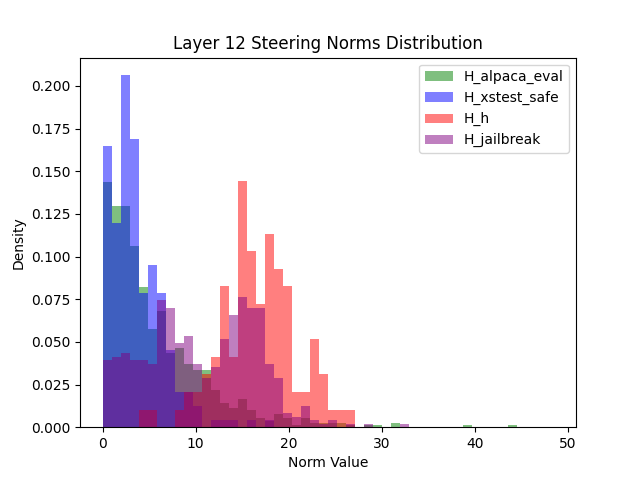 Layer 12 Steering Norms Distribution
H_alpaca_eval
H_xstest_safe
H_h
H_jailbreak
0.200
0.175
0.150
0.125
0.100
0.075
0.050
0.025
0.000
Density
0 10 20 30 40 50
Norm Value